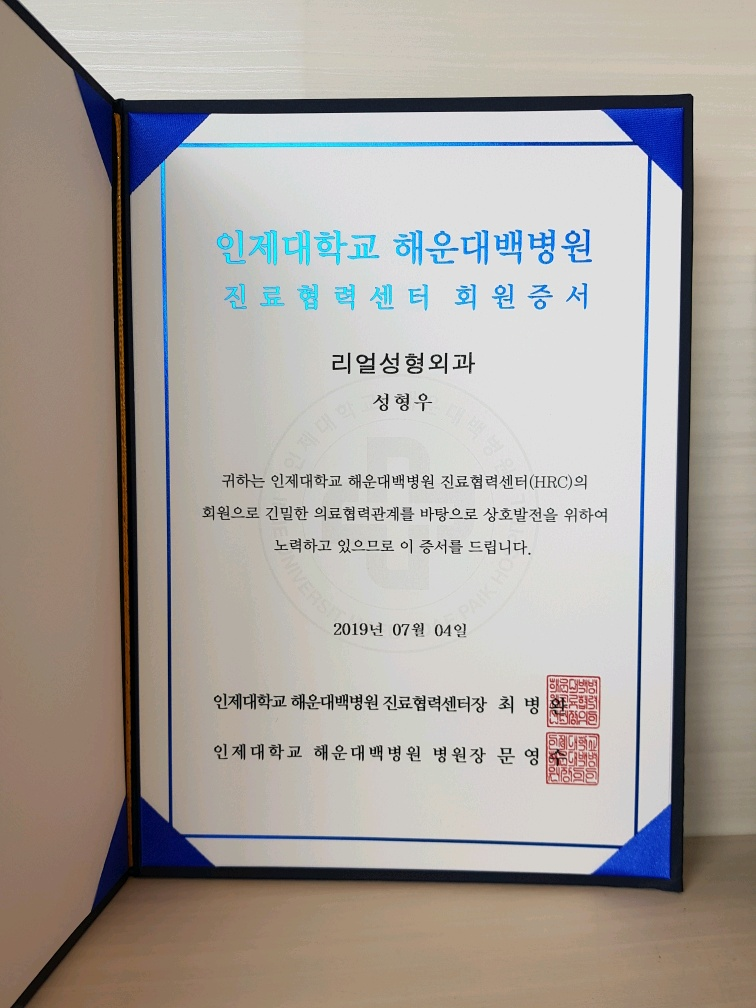 인제대학교 해운대백병원
진료협력센터 회원증서
리얼성형외과
성형우
귀하는 인제대학교 해운대백병원 진료협력센터(HRC)의
회원으로 긴밀한 의료협력관계를 바탕으로 상호발전을 위하여
노력하고 있으므로 이 증서를 드립니다.
2019년 07월 04일
인제대학교 해운대백병원 진료협력센터장 최병완
인제대학교 해운대백병원 병원장 문영수